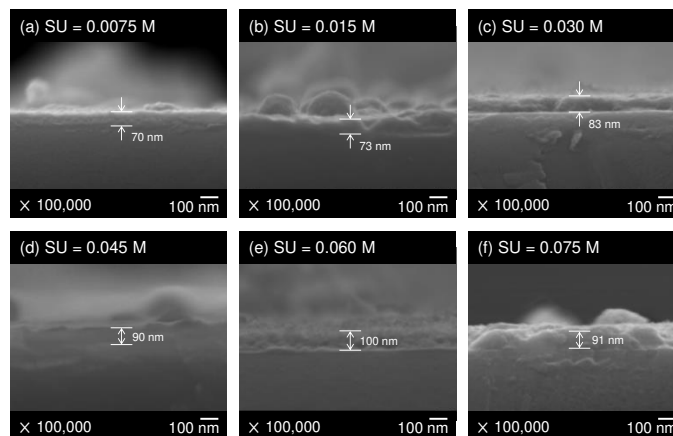 (a) SU = 0.0075 M
70 nm
× 100,000
100 nm
(b) SU = 0.015 M
73 nm
× 100,000
100 nm
(c) SU = 0.030 M
83 nm
× 100,000
100 nm
(d) SU = 0.045 M
90 nm
× 100,000
100 nm
(e) SU = 0.060 M
100 nm
× 100,000
100 nm
(f) SU = 0.075 M
91 nm
× 100,000
100 nm